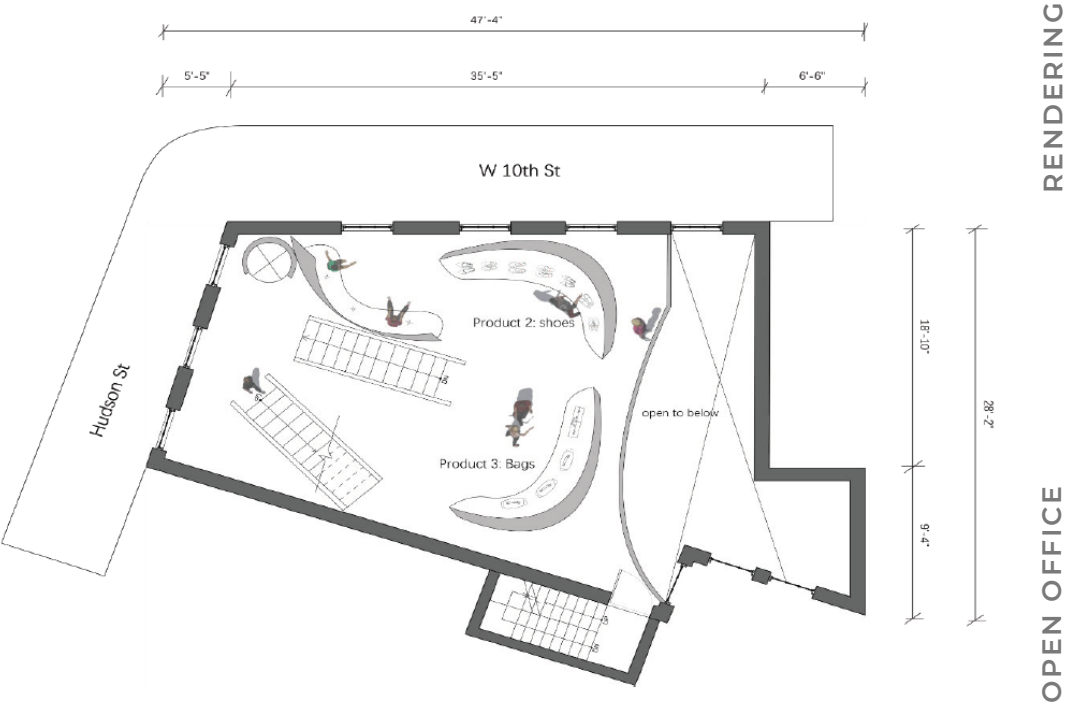 47'-4"
5'-5"
35'-5"
6'-6"
W 10th St
Hudson St
Product 2: shoes
open to below
Product 3: Bags
18'-10"
28'-2"
9'-4"
RENDERING
OPEN OFFICE